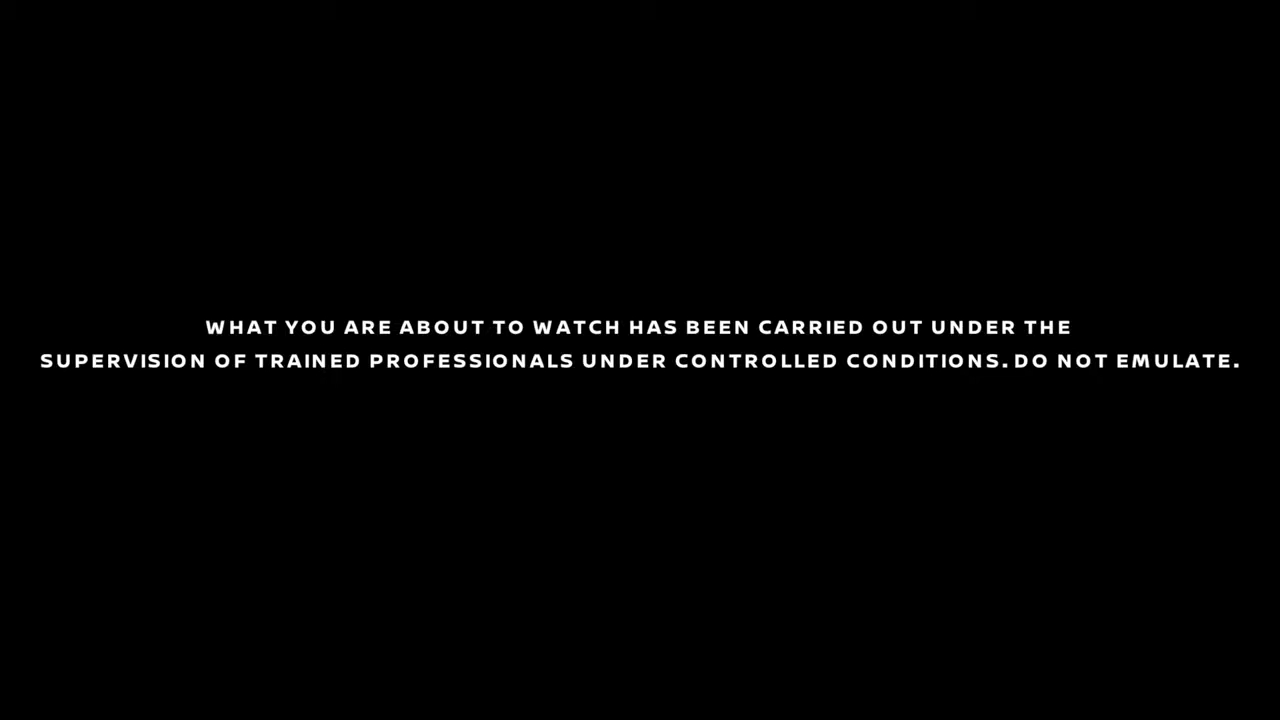 WHAT YOU ARE ABOUT TO WATCH HAS BEEN CARRIED OUT UNDER THE
SUPERVISION OF TRAINED PROFESSIONALS UNDER CONTROLLED CONDITIONS. DO NOT EMULATE.